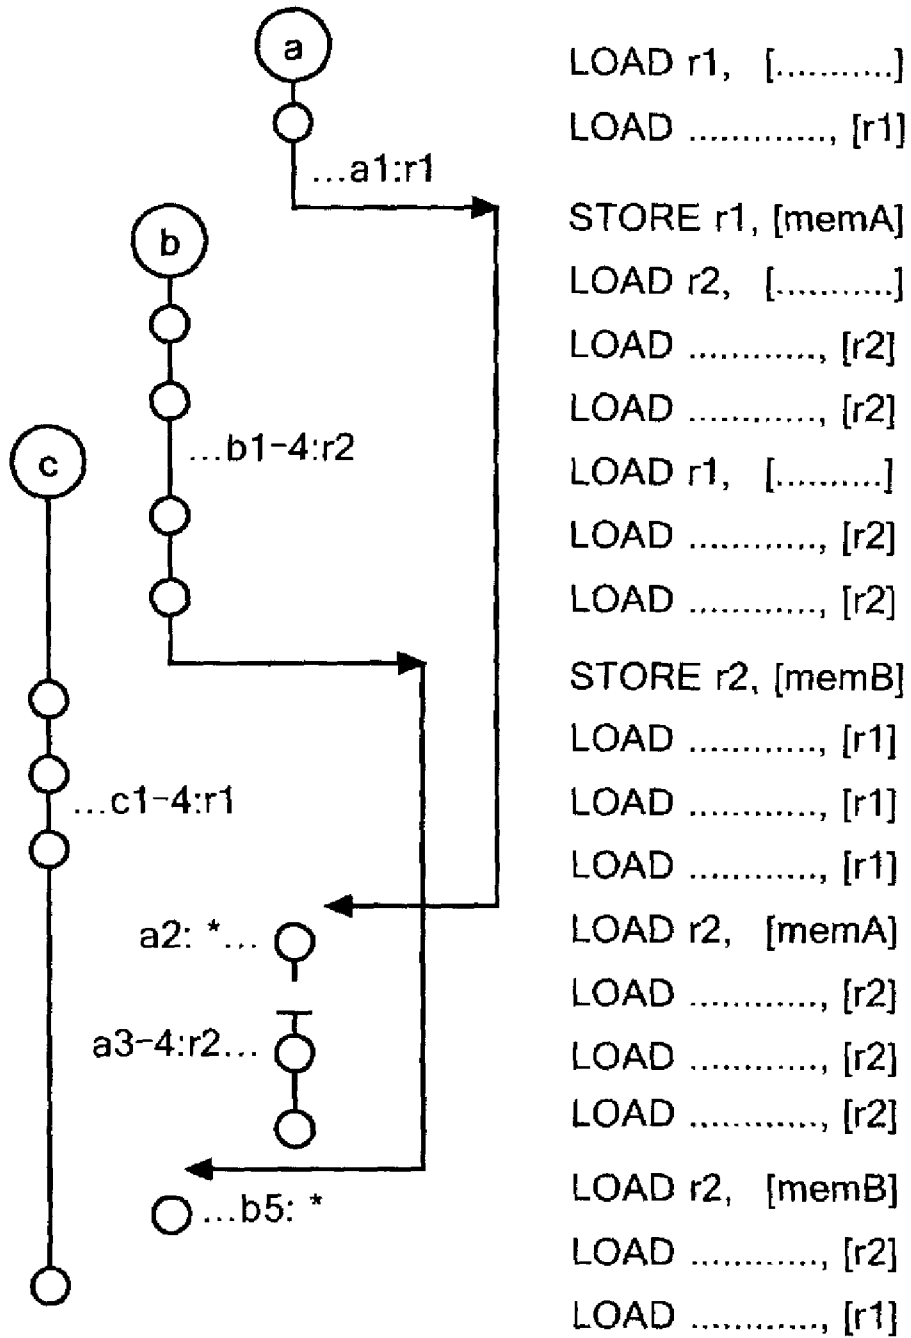 a
LOAD r1, [...........]
LOAD ............., [r1]
...a1:r1
STORE r1, [memA]
b
LOAD r2, [...........]
LOAD ............, [r2]
LOAD ............, [r2]
...b1-4:r2
c
LOAD r1, [..........]
LOAD ............, [r2]
LOAD ............, [r2]
STORE r2, [memB]
LOAD ............, [r1]
...c1-4:r1
LOAD ............, [r1]
LOAD ............, [r1]
a2: *...
LOAD r2, [memA]
LOAD ............, [r2]
a3-4:r2...
LOAD ............, [r2]
LOAD ............, [r2]
LOAD r2, [memB]
...b5: *
LOAD ............, [r2]
LOAD ............, [r1]